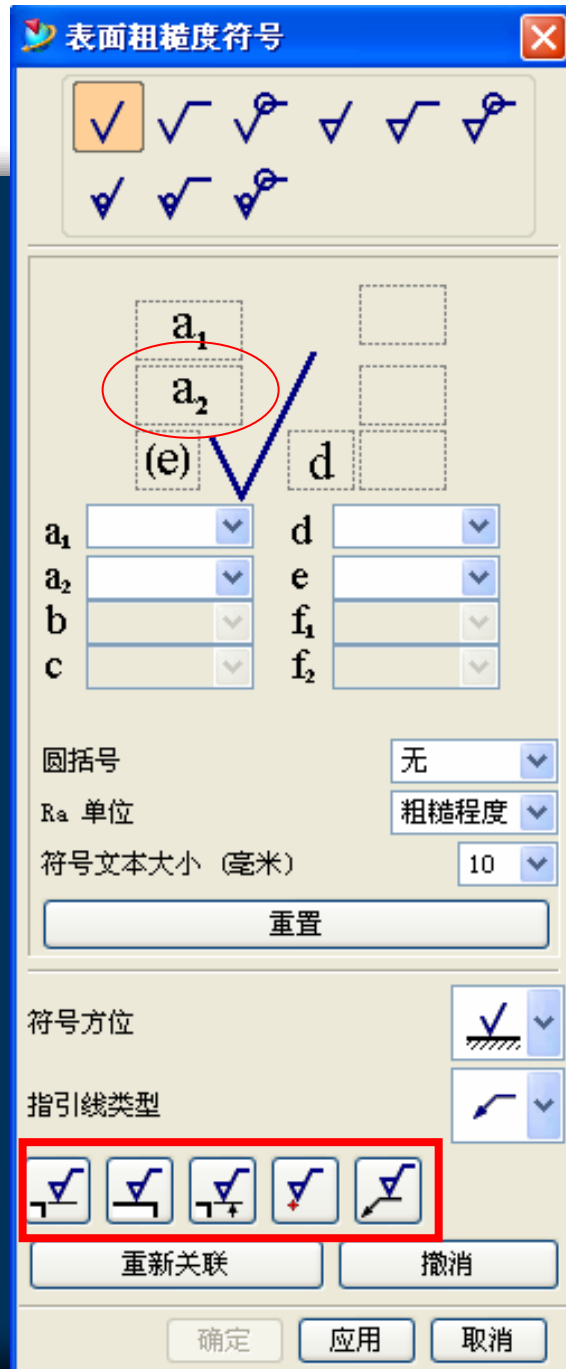 表面粗糙度符号
a₁
a₂
(e) d
a₁ d
a₂ e
b f₁
c f₂
圆括号 无
Ra 单位 粗糙程度
符号文本大小 (毫米) 10
重置
符号方位
指引线类型
重新关联 撤消
确定 应用 取消